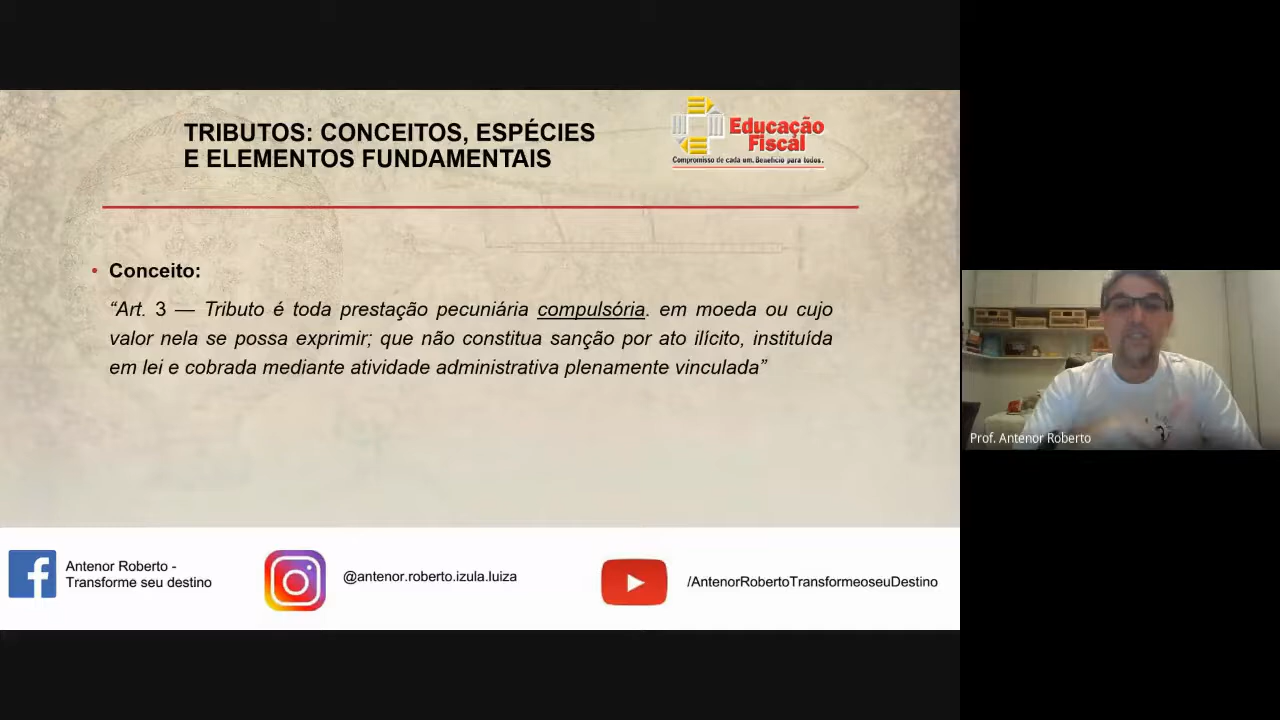 TRIBUTOS: CONCEITOS, ESPÉCIES
E ELEMENTOS FUNDAMENTAIS
Educação
Fiscal
Compromisso de cada um. Benefício para todos.
• Conceito:
“Art. 3 — Tributo é toda prestação pecuniária compulsória. em moeda ou cujo
valor nela se possa exprimir; que não constitua sanção por ato ilícito, instituída
em lei e cobrada mediante atividade administrativa plenamente vinculada”
Prof. Antenor Roberto
Antenor Roberto -
Transforme seu destino
@antenor.roberto.izula.luiza
/AntenorRobertoTransformeoseuDestino